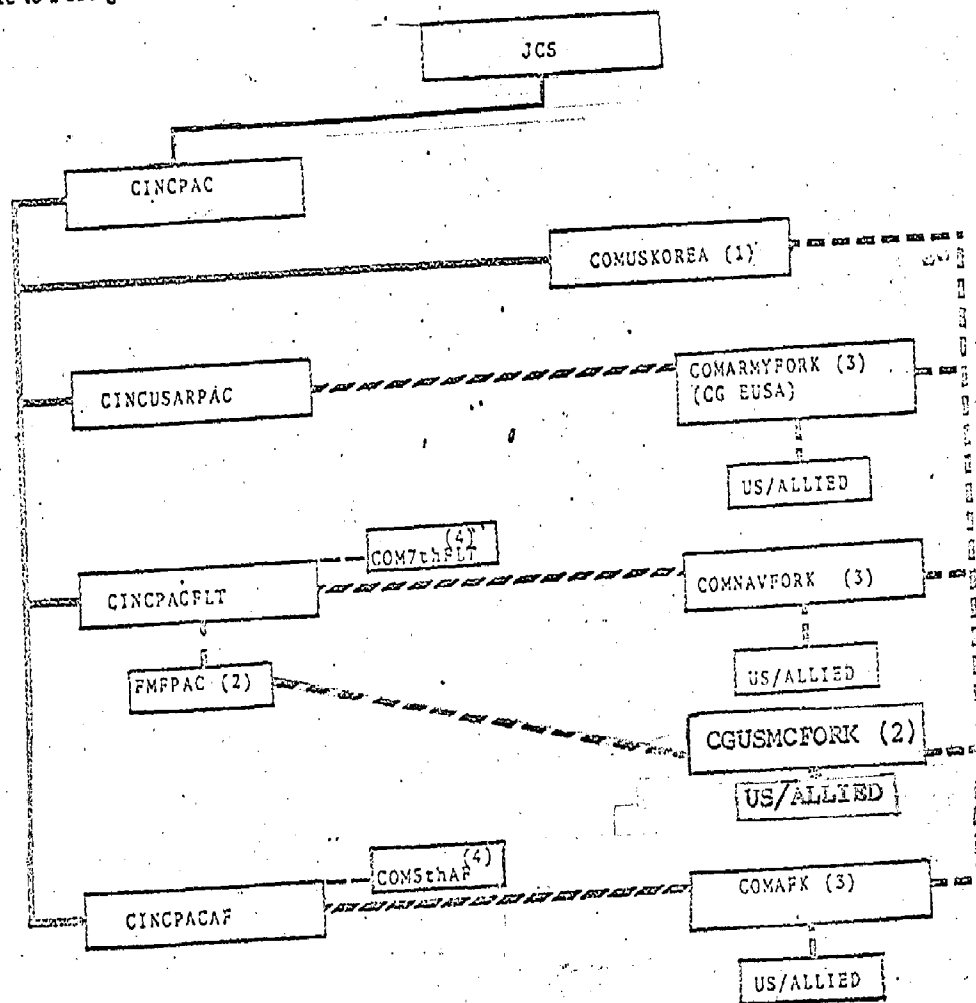 JCS
CINCPAC
COMUSKOREA (1)
CINCUSARPAC
COMARMYFORK (3)
(CG EUSA)
US/ALLIED
(4)
COM7thFLT
CINCPACFLT
COMNAVFORK (3)
US/ALLIED
FMFPAC (2)
CGUSMCFORK (2)
US/ALLIED
(4)
COM5thAF
CINCPACAF
COMAFK (3)
US/ALLIED